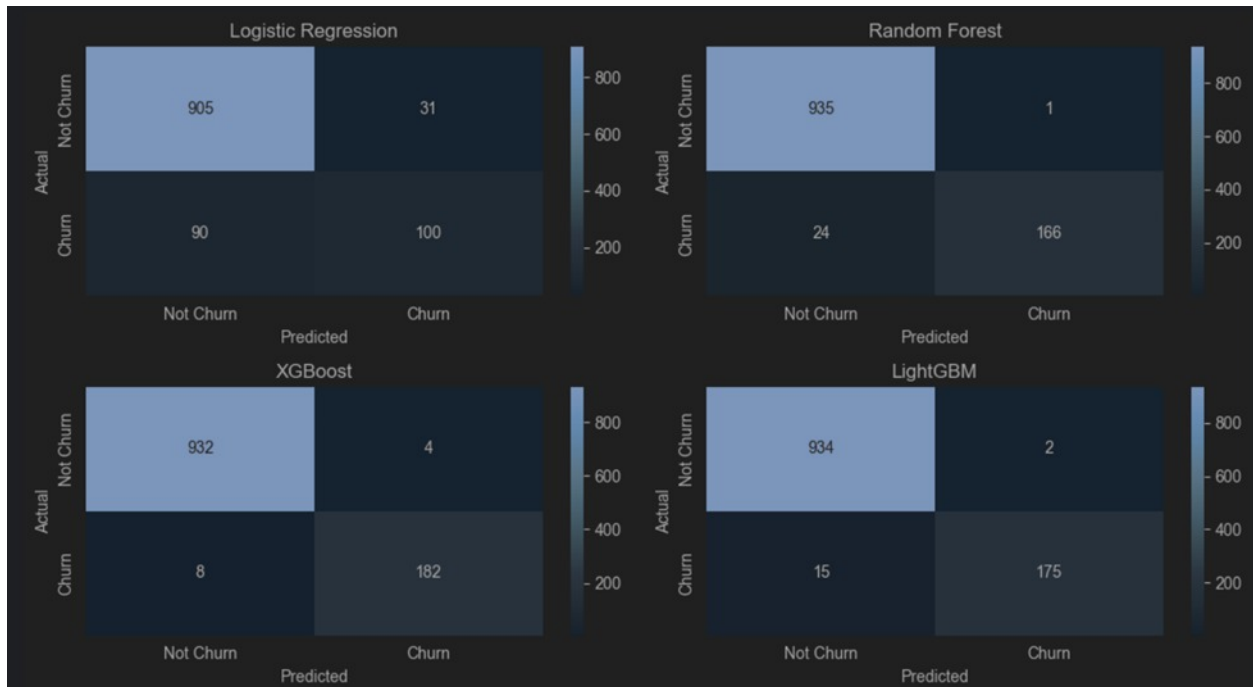 Logistic Regression
Not Churn
905
31
800
600
Actual
400
Churn
90
100
200
Not Churn
Churn
Predicted
Random Forest
Not Churn
935
1
800
600
Actual
400
Churn
24
166
200
Not Churn
Churn
Predicted
XGBoost
Not Churn
932
4
800
600
Actual
400
Churn
8
182
200
Not Churn
Churn
Predicted
LightGBM
Not Churn
934
2
800
600
Actual
400
Churn
15
175
200
Not Churn
Churn
Predicted